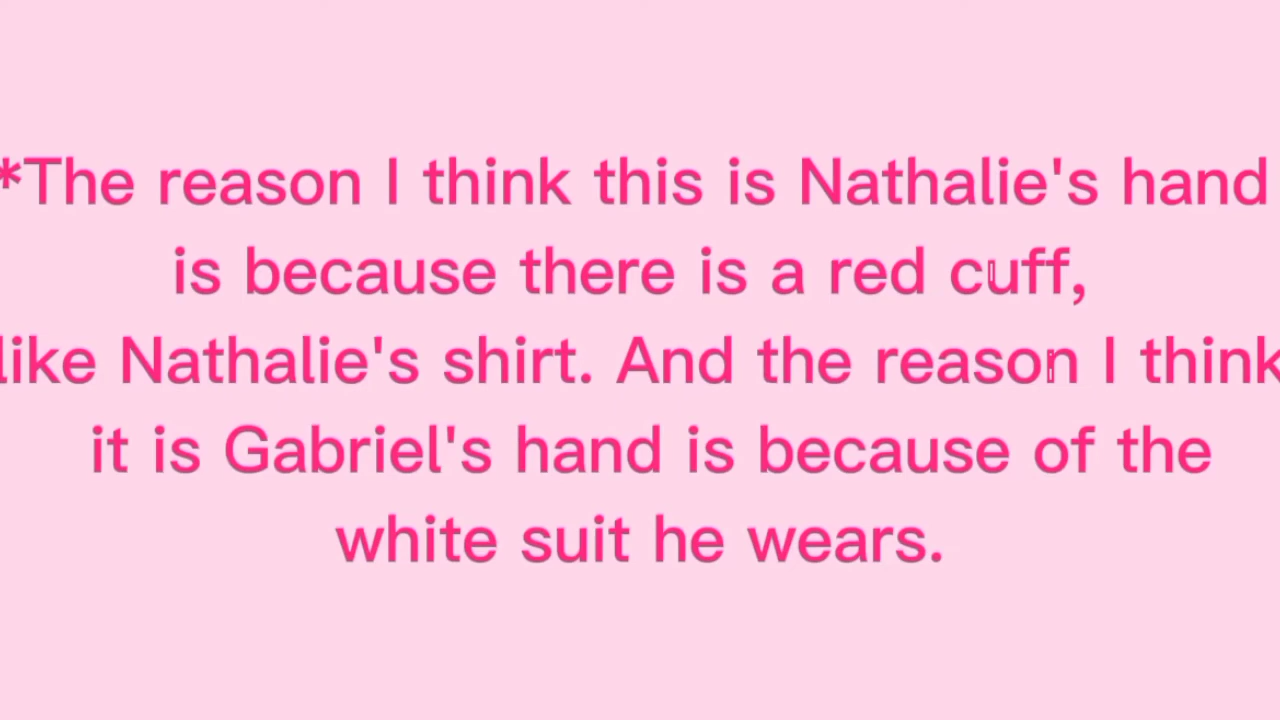 *The reason I think this is Nathalie's hand
is because there is a red cuff,
like Nathalie's shirt. And the reason I think
it is Gabriel's hand is because of the
white suit he wears.